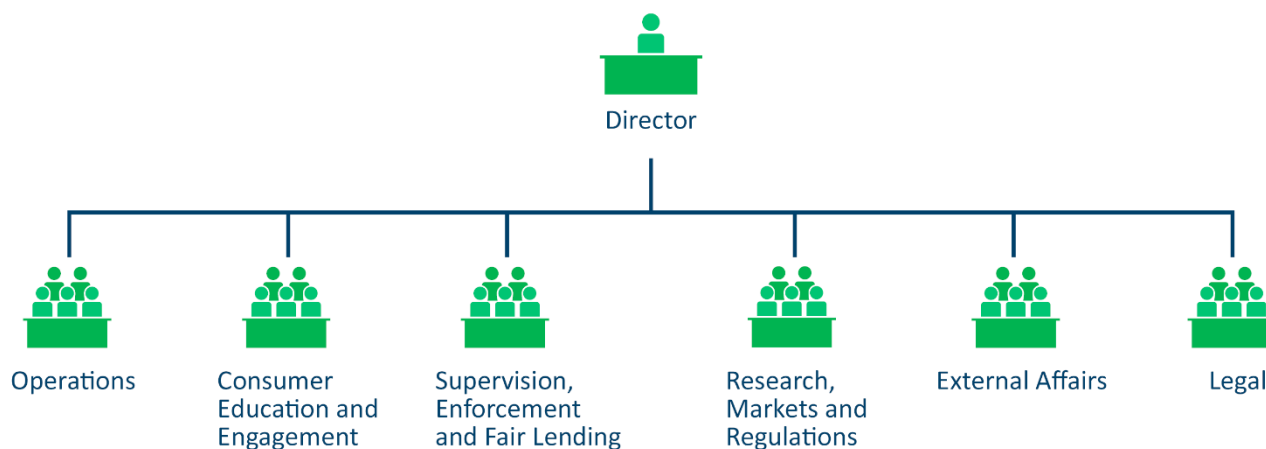 Director
Operations
Consumer
Education and
Engagement
Supervision,
Enforcement
and Fair Lending
Research,
Markets and
Regulations
External Affairs
Legal